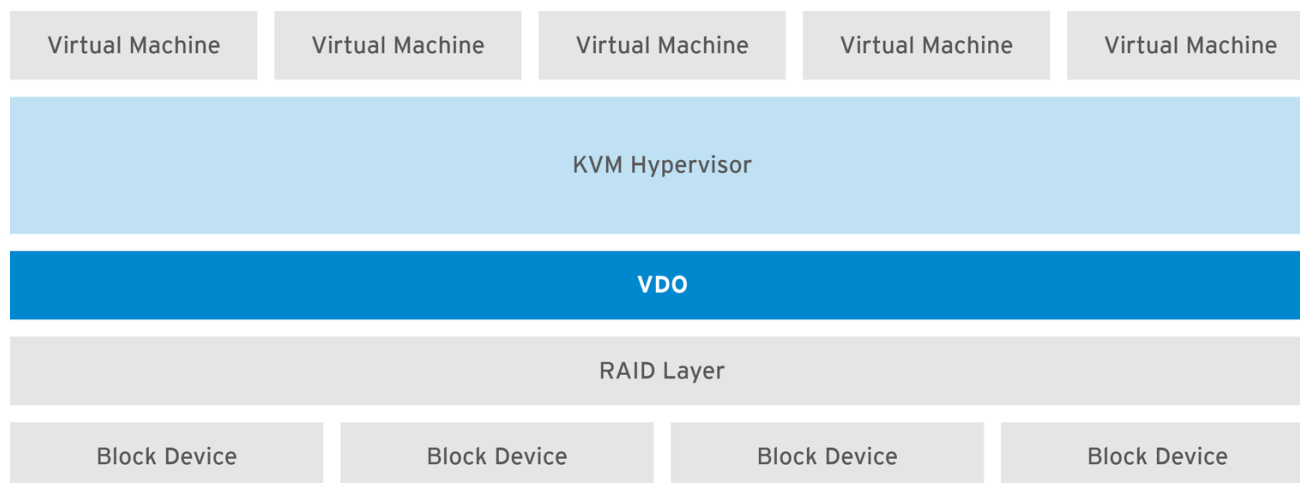 Virtual Machine Virtual Machine Virtual Machine Virtual Machine Virtual Machine
KVM Hypervisor
VDO
RAID Layer
Block Device Block Device Block Device Block Device